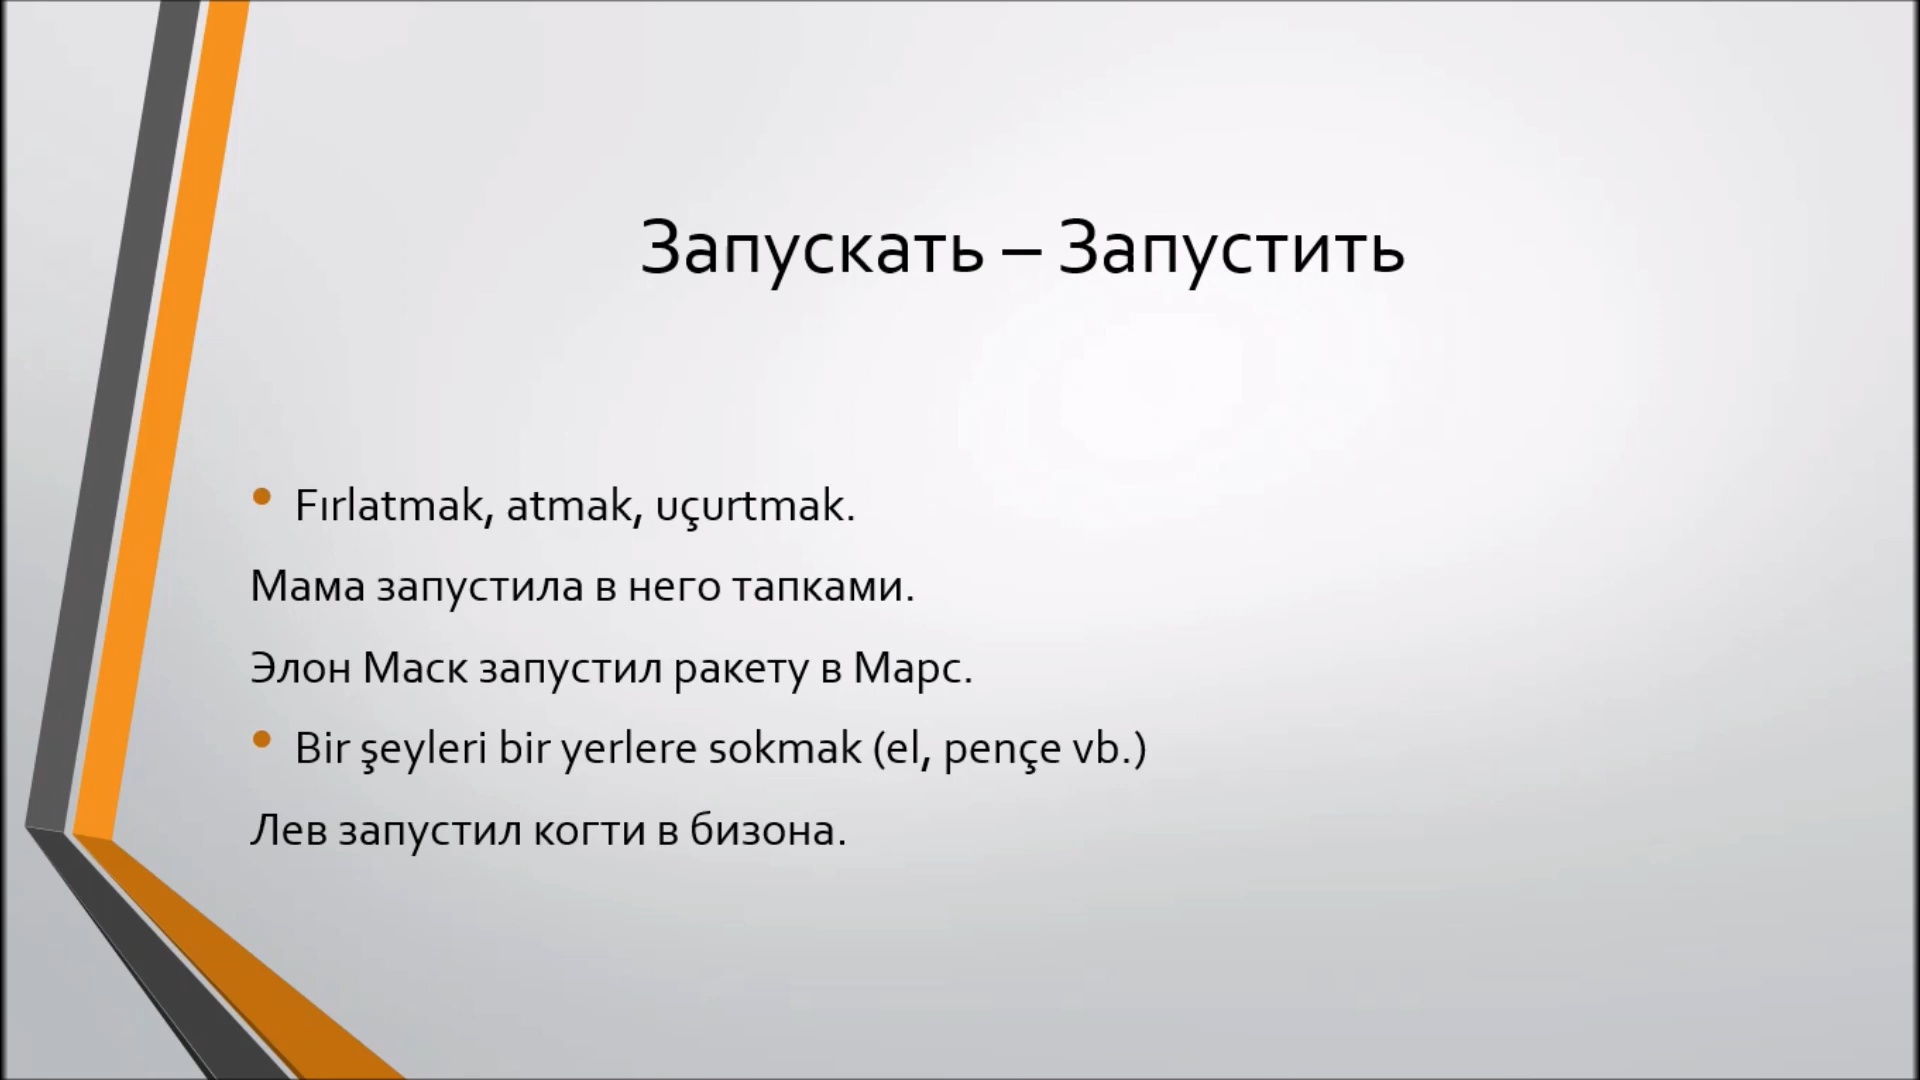 Запускать – Запустить
• Fırlatmak, atmak, uçurtmak.
Мама запустила в него тапками.
Элон Маск запустил ракету в Марс.
• Bir şeyleri bir yerlere sokmak (el, pençe vb.)
Лев запустил когти в бизона.